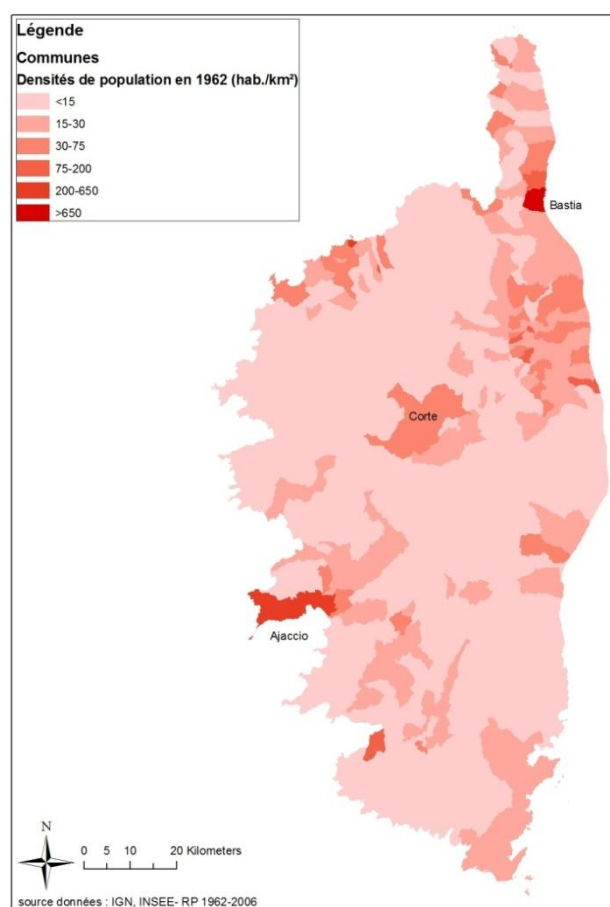 Légende
Communes
Densités de population en 1962 (hab./km²)
<15
15-30
30-75
75-200
200-650
>650
Bastia
Corte
Ajaccio
N
0 5 10 20 Kilometers
source données : IGN, INSEE- RP 1962-2006